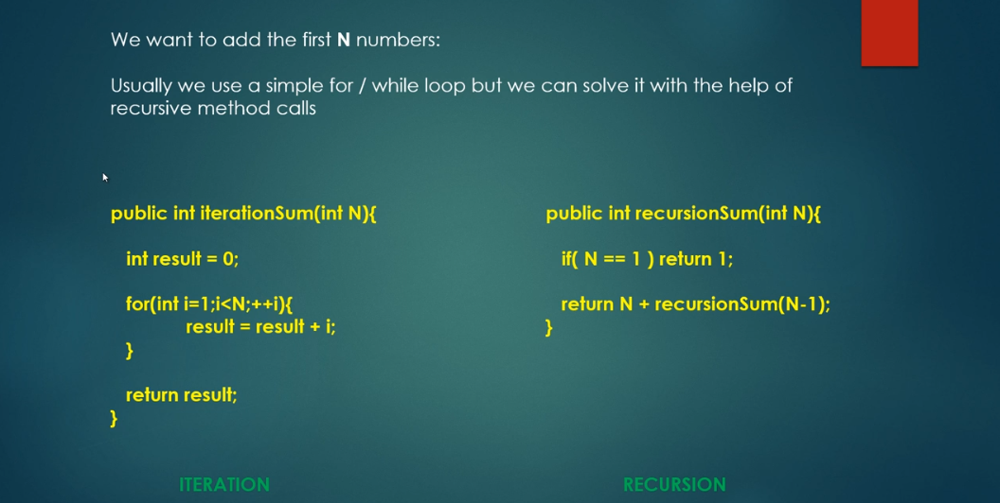 We want to add the first N numbers:
Usually we use a simple for / while loop but we can solve it with the help of
recursive method calls
public int iterationSum(int N){
int result = 0;
for(int i=1;i<N;++i){
result = result + i;
}
return result;
}
ITERATION
public int recursionSum(int N){
if( N == 1 ) return 1;
return N + recursionSum(N-1);
}
RECURSION